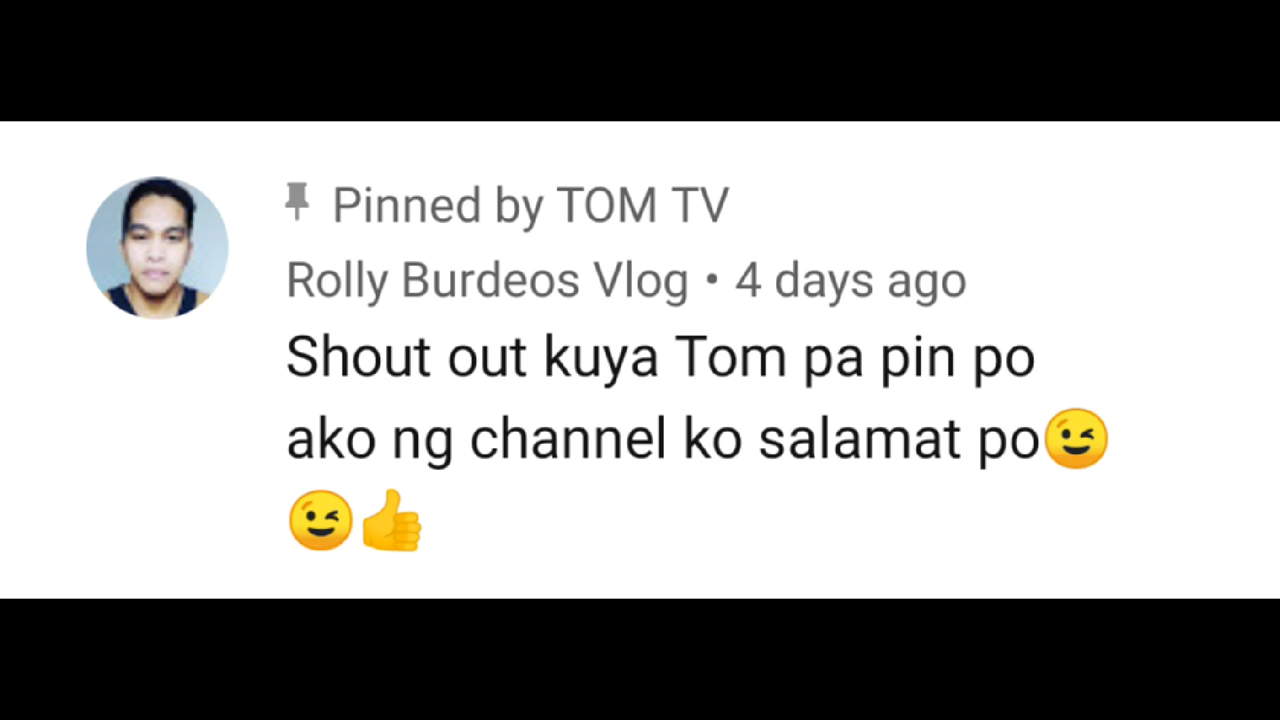 Pinned by TOM TV
Rolly Burdeos Vlog • 4 days ago
Shout out kuya Tom pa pin po
ako ng channel ko salamat po😉
😉👍